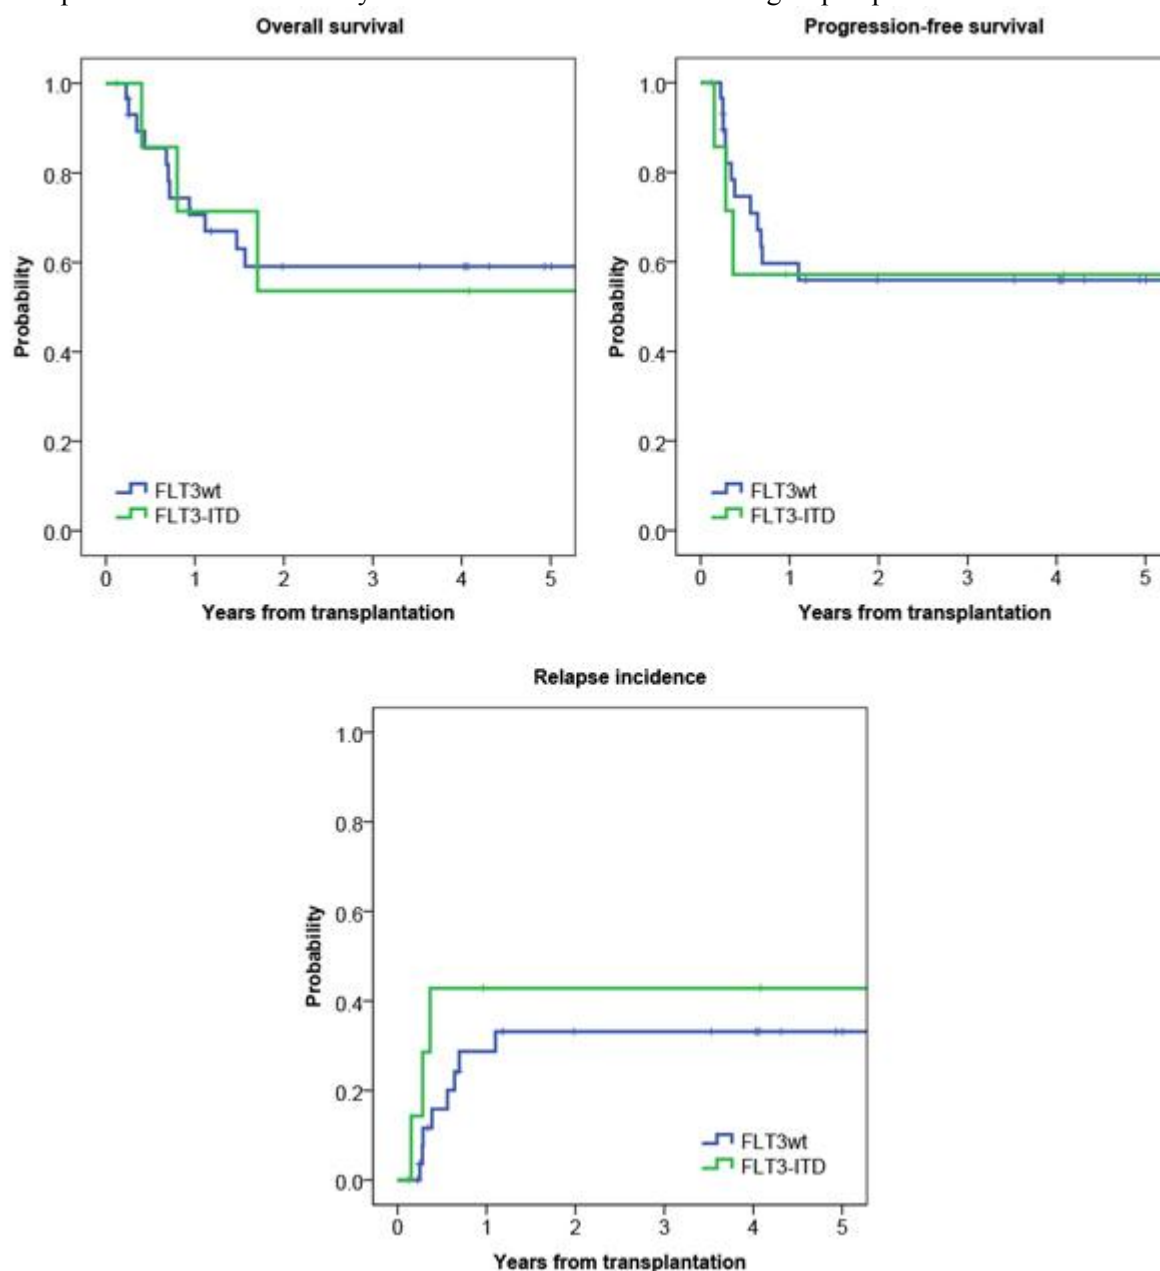 Overall survival
Progression-free survival
1.0
0.8
0.6
0.4
0.2
0.0
Probability
FLT3wt
FLT3-ITD
0 1 2 3 4 5
Years from transplantation
1.0
0.8
0.6
0.4
0.2
0.0
Probability
FLT3wt
FLT3-ITD
0 1 2 3 4 5
Years from transplantation
Relapse incidence
1.0
0.8
0.6
0.4
0.2
0.0
Probability
FLT3wt
FLT3-ITD
0 1 2 3 4 5
Years from transplantation